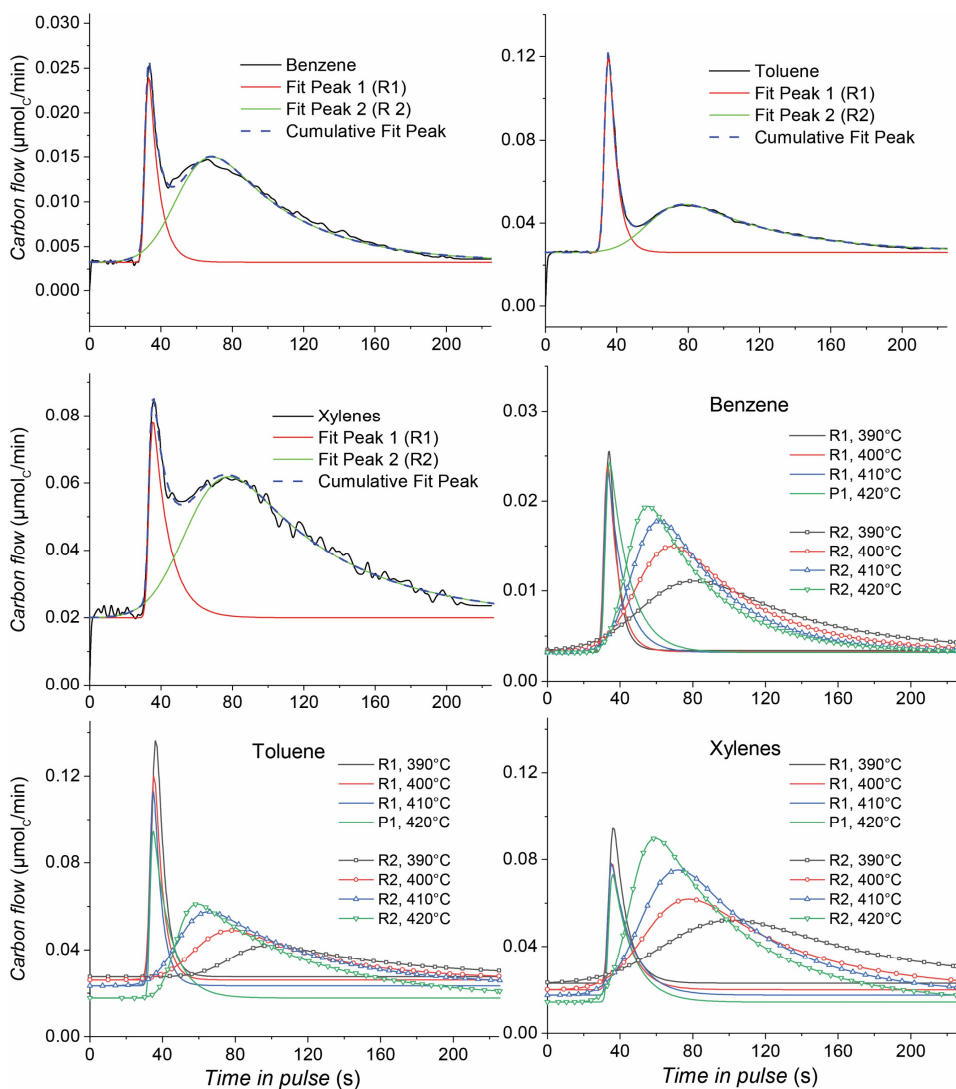 Carbon flow (µmolC/min)
0.030
0.025
0.020
0.015
0.010
0.005
0.000
Benzene
Fit Peak 1 (R1)
Fit Peak 2 (R 2)
Cumulative Fit Peak
0 40 80 120 160 200
0.12
0.08
0.04
0.00
Toluene
Fit Peak 1 (R1)
Fit Peak 2 (R2)
Cumulative Fit Peak
0 40 80 120 160 200
Carbon flow (µmolC/min)
0.08
0.06
0.04
0.02
0.00
Xylenes
Fit Peak 1 (R1)
Fit Peak 2 (R2)
Cumulative Fit Peak
0 40 80 120 160 200
Benzene
0.03
0.02
0.01
0.00
R1, 390°C
R1, 400°C
R1, 410°C
P1, 420°C
R2, 390°C
R2, 400°C
R2, 410°C
R2, 420°C
0 40 80 120 160 200
Carbon flow (µmolC/min)
0.12
0.08
0.04
0.00
Toluene
R1, 390°C
R1, 400°C
R1, 410°C
P1, 420°C
R2, 390°C
R2, 400°C
R2, 410°C
R2, 420°C
0 40 80 120 160 200
Time in pulse (s)
Xylenes
0.12
0.08
0.04
0.00
R1, 390°C
R1, 400°C
R1, 410°C
P1, 420°C
R2, 390°C
R2, 400°C
R2, 410°C
R2, 420°C
0 40 80 120 160 200
Time in pulse (s)